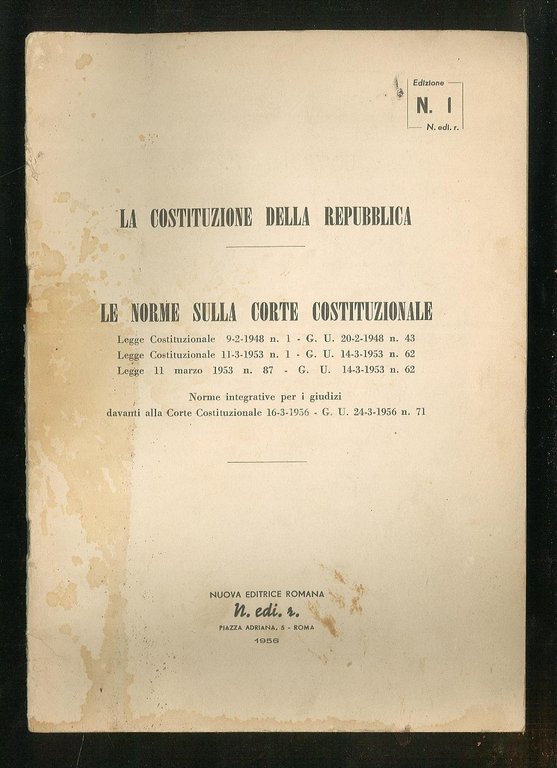 Edizione
N. 1
N. edi. r.
LA COSTITUZIONE DELLA REPUBBLICA
LE NORME SULLA CORTE COSTITUZIONALE
Legge Costituzionale 9-2-1948 n. 1 - G. U. 20-2-1948 n. 43
Legge Costituzionale 11-3-1953 n. 1 - G. U. 14-3-1953 n. 62
Legge 11 marzo 1953 n. 87 - G. U. 14-3-1953 n. 62
Norme integrative per i giudizi
davanti alla Corte Costituzionale 16-3-1956 - G. U. 24-3-1956 n. 71
NUOVA EDITRICE ROMANA
N. edi. r.
PIAZZA ADRIANA, 5 - ROMA
1956